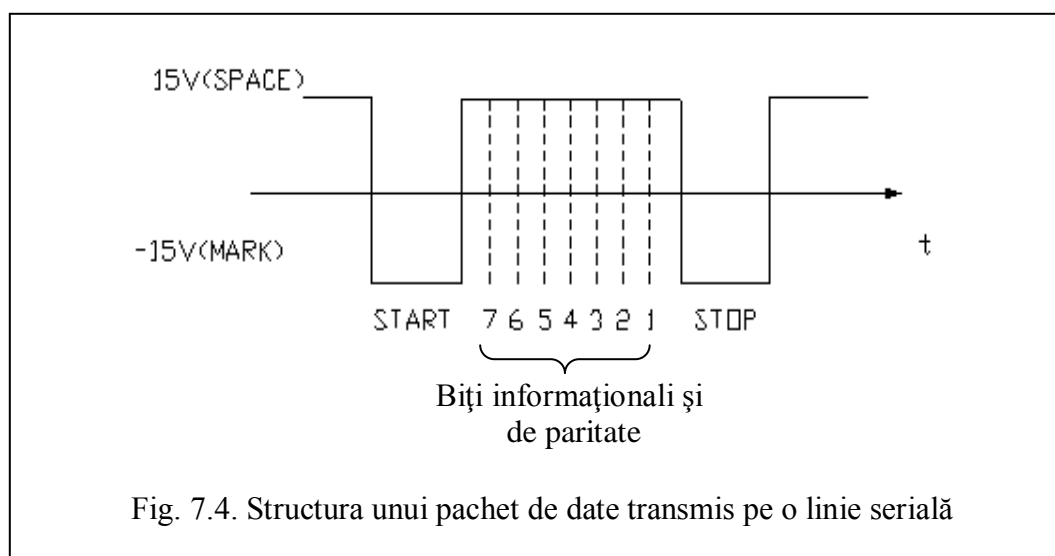 15V(SPACE)
-15V(MARK)
t
START 7 6 5 4 3 2 1 STOP
Biţi informaţionali şi
de paritate
Fig. 7.4. Structura unui pachet de date transmis pe o linie serială